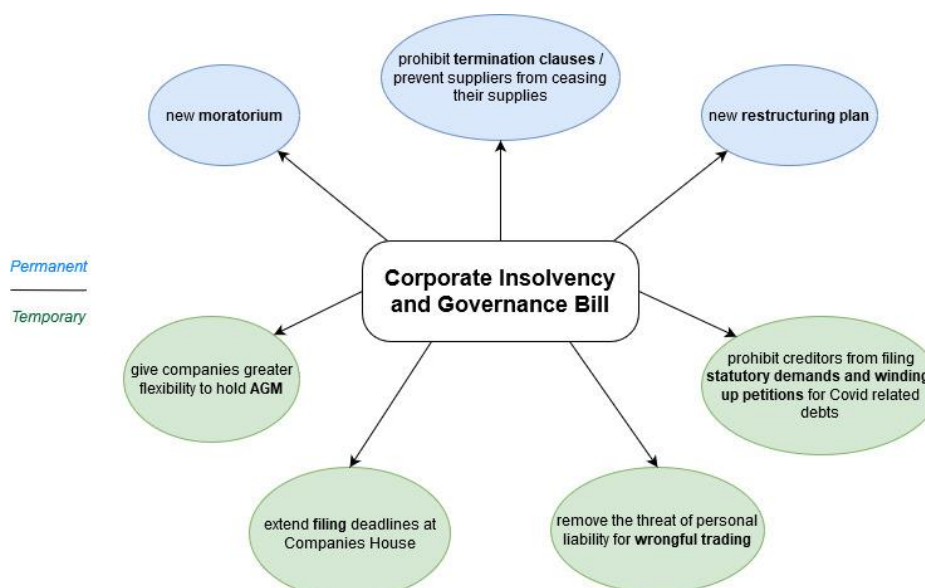 prohibit termination clauses /
prevent suppliers from ceasing
their supplies
new moratorium
new restructuring plan
Corporate Insolvency
and Governance Bill
Permanent
Temporary
give companies greater
flexibility to hold AGM
prohibit creditors from filing
statutory demands and winding
up petitions for Covid related
debts
extend filing deadlines at
Companies House
remove the threat of personal
liability for wrongful trading